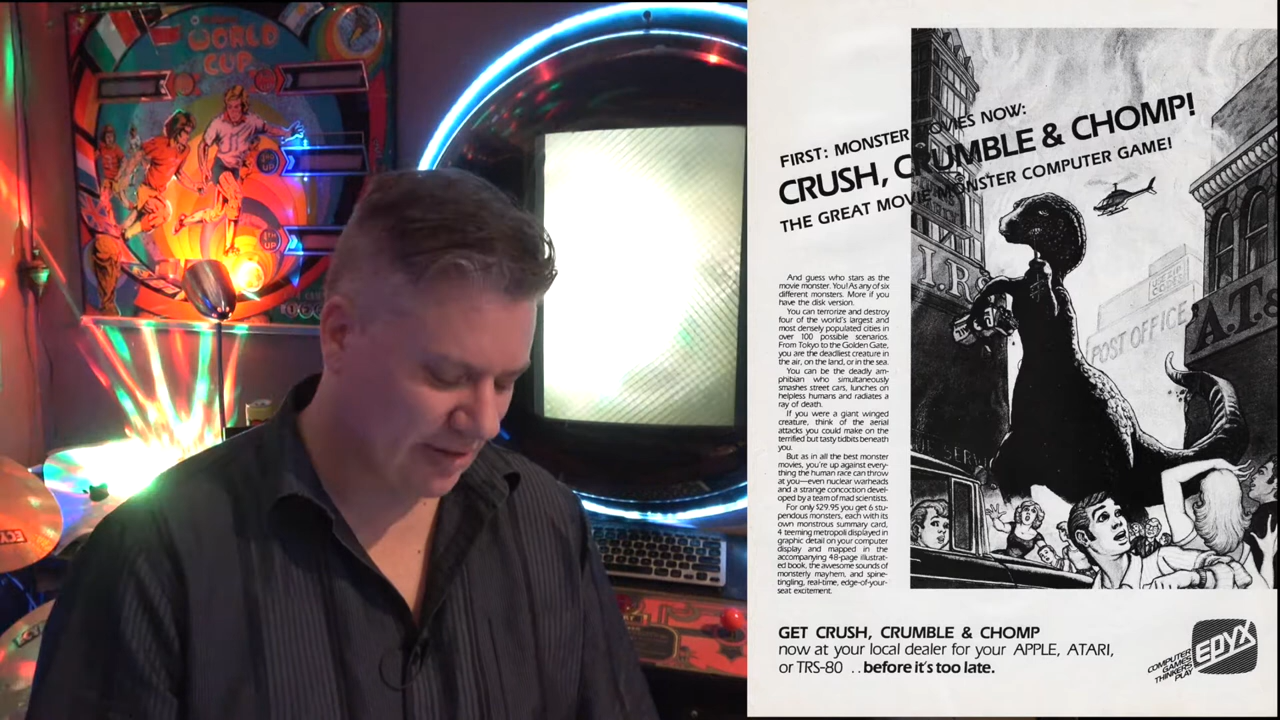 WORLD
CUP
FIRST: MONSTER MOVIES NOW:
CRUSH, CRUMBLE & CHOMP!
THE GREAT MOVIE MONSTER COMPUTER GAME!
I.R.
ZIP
CODES
POST OFFICE
And guess who stars as the
movie monster. You! As any of six
different monsters. More if you
have the disk version.
You can terrorize and destroy
four of the world's largest and
most densely populated cities in
over 100 possible scenarios.
From Tokyo to the Golden Gate,
you are the deadliest creature in
the air, on the land, or in the sea.
You can be the deadly am-
phibian who simultaneously
smashes street cars, lunches on
helpless humans and radiates a
ray of death.
If you were a giant winged
creature, think of the aerial
attacks you could make on the
terrified but tasty tidbits beneath
you.
But as in all the best monster
movies, you're up against every-
thing the human race can throw
at you—even nuclear warheads
and a strange concoction devel-
oped by a team of mad scientists.
For only $29.95 you get 6 stu-
pendous monsters, each with its
own monstrous summary card,
4 teeming metropoli displayed in
graphic detail on your computer
display and mapped in the
accompanying 48-page illustrat-
ed book, the awesome sounds of
monsterly mayhem, and spine-
tingling, real-time, edge-of-your-
seat excitement.
GET CRUSH, CRUMBLE & CHOMP
now at your local dealer for your APPLE, ATARI,
or TRS-80 . . before it's too late.
EPYX
COMPUTER
GAMES
THINKERS
PLAY